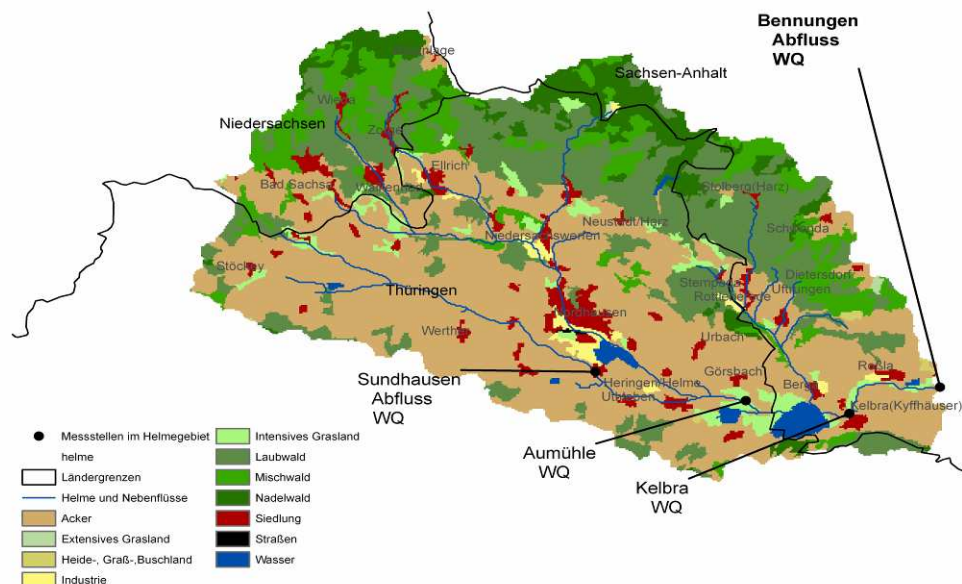 Bennungen
Abfluss
WQ
Sachsen-Anhalt
Wieda
Niedersachsen
Zorge
Ellrich
Bad Sachsa
Walkenried
Stolberg(Harz)
Neustadt/Harz
Schwenda
Niedersachswerfen
Stöckey
Dietersdorf
Stempeda
Uftrungen
Rottleberode
Thüringen
Nordhausen
Werther
Urbach
Görsbach
Roßla
Sundhausen
Abfluss
WQ
Heringen/Helme
Berga
Uthleben
Kelbra(Kyffhäuser)
Aumühle
WQ
Kelbra
WQ
Messstellen im Helmegebiet
helme
Ländergrenzen
Helme und Nebenflüsse
Acker
Extensives Grasland
Heide-, Graß-,Buschland
Industrie
Intensives Grasland
Laubwald
Mischwald
Nadelwald
Siedlung
Straßen
Wasser